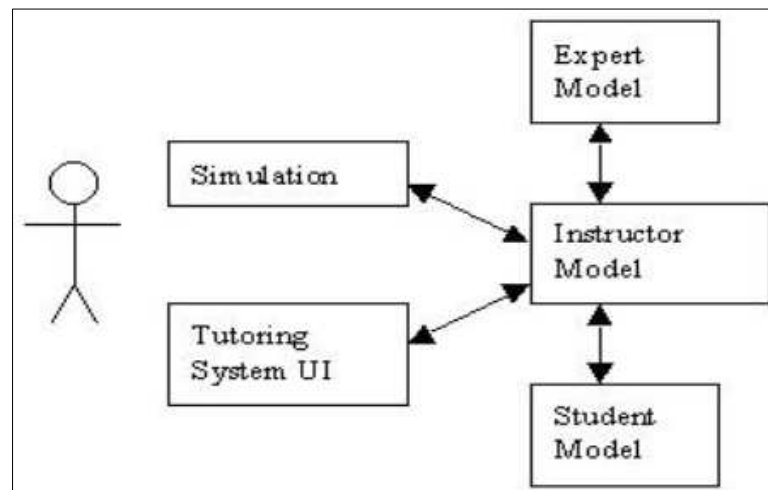 Expert
Model
Simulation
Instructor
Model
Tutoring
System UI
Student
Model